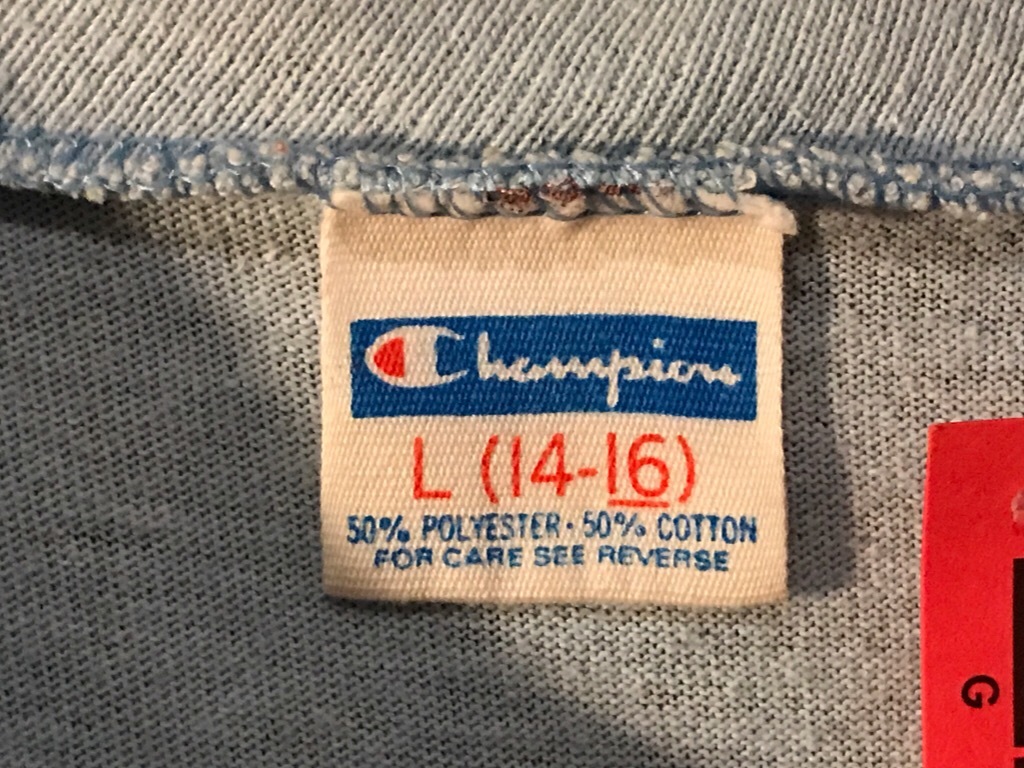 Champion
L (14-16)
50% POLYESTER · 50% COTTON
FOR CARE SEE REVERSE
G